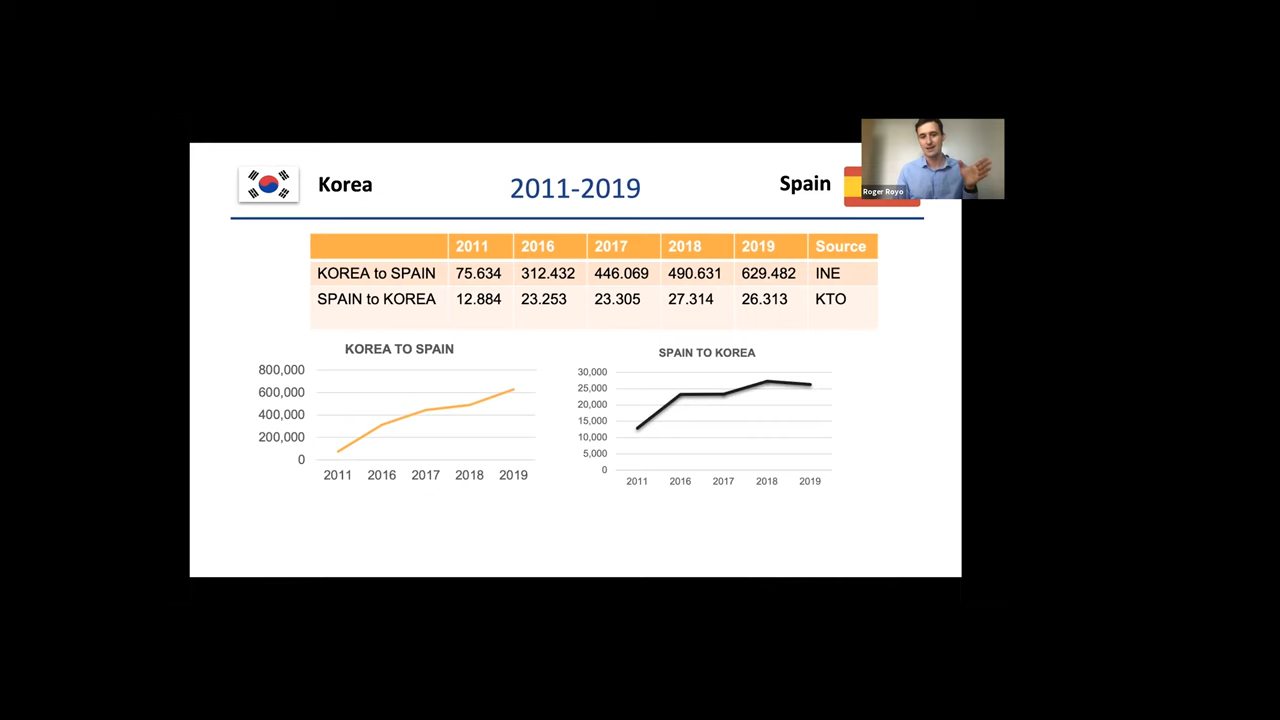 Korea
2011-2019
Spain
Roger Royo
2011 2016 2017 2018 2019 Source
KOREA to SPAIN 75.634 312.432 446.069 490.631 629.482 INE
SPAIN to KOREA 12.884 23.253 23.305 27.314 26.313 KTO
KOREA TO SPAIN
800,000
600,000
400,000
200,000
0
2011 2016 2017 2018 2019
SPAIN TO KOREA
30,000
25,000
20,000
15,000
10,000
5,000
0
2011 2016 2017 2018 2019